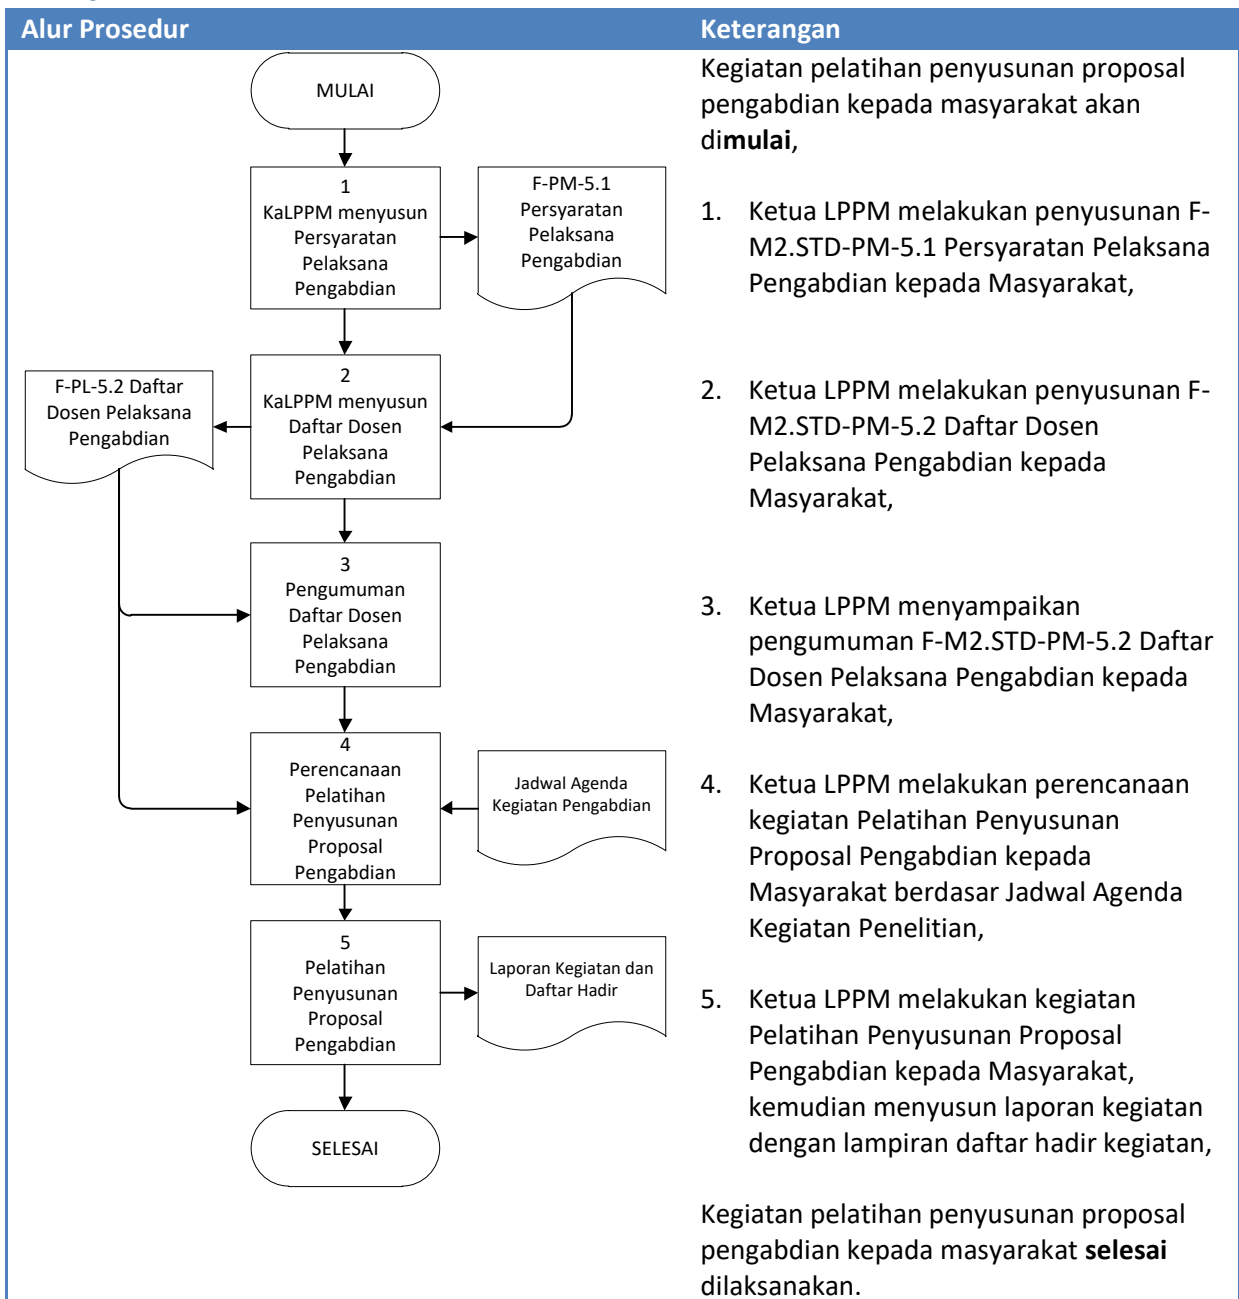 Alur Prosedur
Keterangan
MULAI
1
KaLPPM menyusun
Persyaratan
Pelaksana
Pengabdian
F-PM-5.1
Persyaratan
Pelaksana
Pengabdian
F-PL-5.2 Daftar
Dosen Pelaksana
Pengabdian
2
KaLPPM menyusun
Daftar Dosen
Pelaksana
Pengabdian
3
Pengumuman
Daftar Dosen
Pelaksana
Pengabdian
4
Perencanaan
Pelatihan
Penyusunan
Proposal
Pengabdian
Jadwal Agenda
Kegiatan Pengabdian
5
Pelatihan
Penyusunan
Proposal
Pengabdian
Laporan Kegiatan dan
Daftar Hadir
SELESAI
Kegiatan pelatihan penyusunan proposal
pengabdian kepada masyarakat akan
dimulai,
1. Ketua LPPM melakukan penyusunan F-
M2.STD-PM-5.1 Persyaratan Pelaksana
Pengabdian kepada Masyarakat,
2. Ketua LPPM melakukan penyusunan F-
M2.STD-PM-5.2 Daftar Dosen
Pelaksana Pengabdian kepada
Masyarakat,
3. Ketua LPPM menyampaikan
pengumuman F-M2.STD-PM-5.2 Daftar
Dosen Pelaksana Pengabdian kepada
Masyarakat,
4. Ketua LPPM melakukan perencanaan
kegiatan Pelatihan Penyusunan
Proposal Pengabdian kepada
Masyarakat berdasar Jadwal Agenda
Kegiatan Penelitian,
5. Ketua LPPM melakukan kegiatan
Pelatihan Penyusunan Proposal
Pengabdian kepada Masyarakat,
kemudian menyusun laporan kegiatan
dengan lampiran daftar hadir kegiatan,
Kegiatan pelatihan penyusunan proposal
pengabdian kepada masyarakat selesai
dilaksanakan.